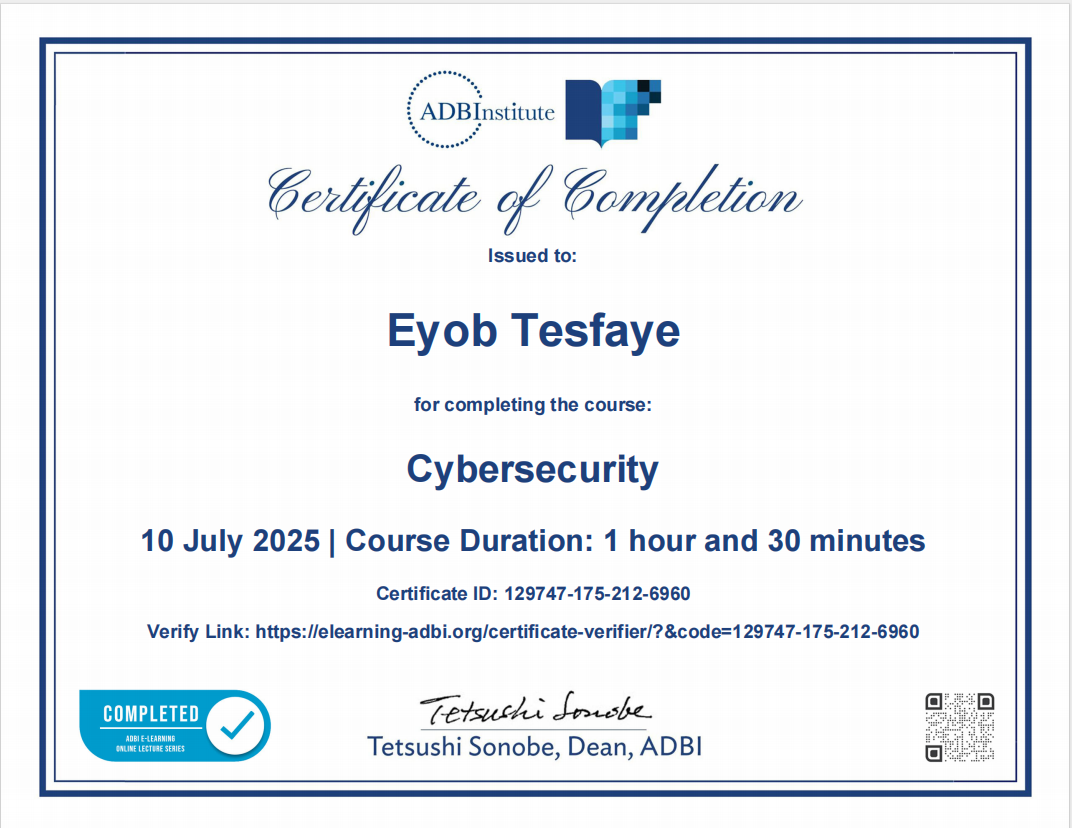 ADBInstitute
Certificate of Completion
Issued to:
Eyob Tesfaye
for completing the course:
Cybersecurity
10 July 2025 | Course Duration: 1 hour and 30 minutes
Certificate ID: 129747-175-212-6960
Verify Link: https://elearning-adbi.org/certificate-verifier/?&code=129747-175-212-6960
COMPLETED
ADBI E-LEARNING
ONLINE LECTURE SERIES
Tetsushi Sonobe
Tetsushi Sonobe, Dean, ADBI